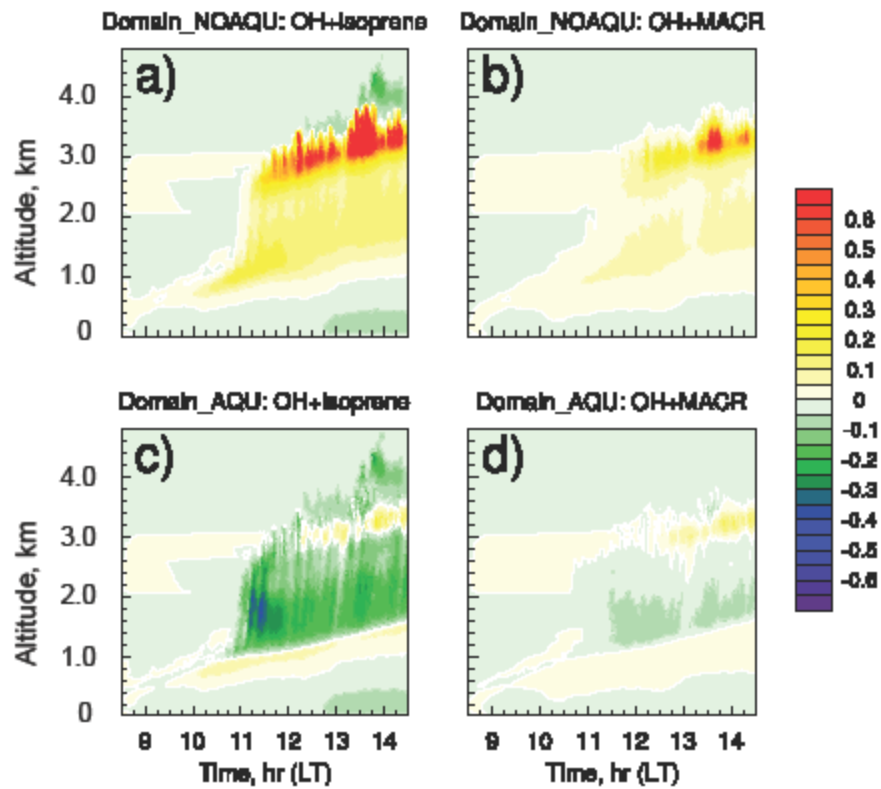 Domain_NOAQU: OH+Isoprene
Domain_NOAQU: OH+MACR
a)
b)
Altitude, km
4.0
3.0
2.0
1.0
0
Domain_AQU: OH+Isoprene
Domain_AQU: OH+MACR
c)
d)
Altitude, km
4.0
3.0
2.0
1.0
0
9 10 11 12 13 14
9 10 11 12 13 14
Time, hr (LT)
Time, hr (LT)
0.6
0.5
0.4
0.3
0.2
0.1
0
-0.1
-0.2
-0.3
-0.4
-0.5
-0.6